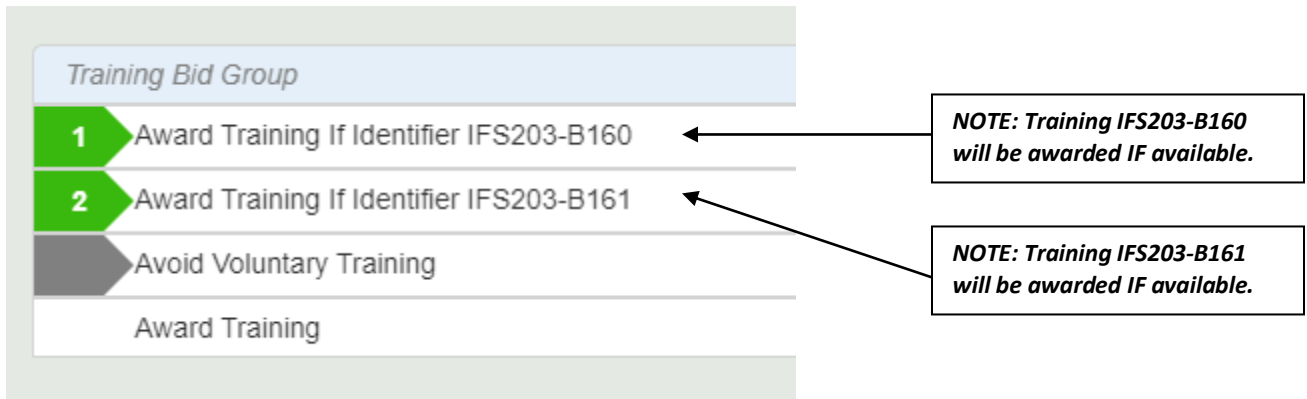 Training Bid Group
1 Award Training If Identifier IFS203-B160
NOTE: Training IFS203-B160
will be awarded IF available.
2 Award Training If Identifier IFS203-B161
Avoid Voluntary Training
NOTE: Training IFS203-B161
will be awarded IF available.
Award Training